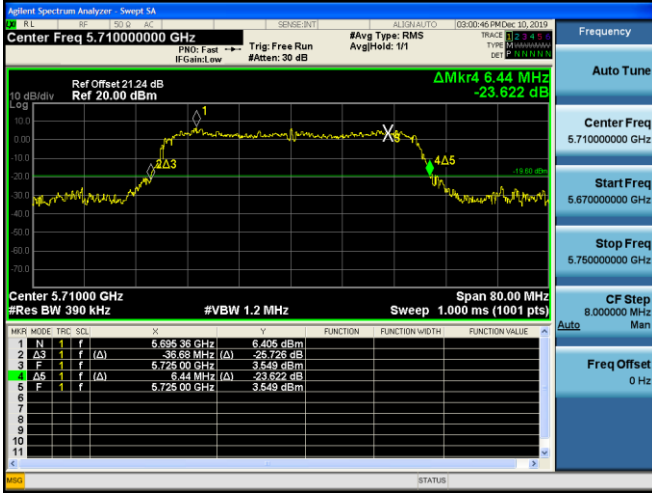 Agilent Spectrum Analyzer - Swept SA
RL RF 50 Ω AC SENSE:INT ALIGNAUTO 03:00:46 PM Dec 10, 2019
Center Freq 5.710000000 GHz
PNO: Fast
IFGain:Low
Trig: Free Run
#Atten: 30 dB
#Avg Type: RMS
Avg|Hold: 1/1
TRACE 1 2 3 4 5 6
TYPE M
DET P N N N N N
Ref Offset 21.24 dB
10 dB/div Ref 20.00 dBm
Log
ΔMkr4 6.44 MHz
-23.622 dB
10.0
0.00
-10.0
-20.0
-30.0
-40.0
-50.0
-60.0
-70.0
1
2Δ3
4Δ5
-19.60 dBm
Center 5.71000 GHz Span 80.00 MHz
#Res BW 390 kHz #VBW 1.2 MHz Sweep 1.000 ms (1001 pts)
MKR MODE TRC SCL X Y FUNCTION FUNCTION WIDTH FUNCTION VALUE
1 N 1 f 5.695 36 GHz 6.405 dBm
2 Δ3 1 f (Δ) -36.68 MHz (Δ) -25.726 dB
3 F 1 f 5.725 00 GHz 3.549 dBm
4 Δ5 1 f (Δ) 6.44 MHz (Δ) -23.622 dB
5 F 1 f 5.725 00 GHz 3.549 dBm
6
7
8
9
10
11
MSG STATUS
Frequency
Auto Tune
Center Freq
5.710000000 GHz
Start Freq
5.670000000 GHz
Stop Freq
5.750000000 GHz
CF Step
8.000000 MHz
Auto Man
Freq Offset
0 Hz